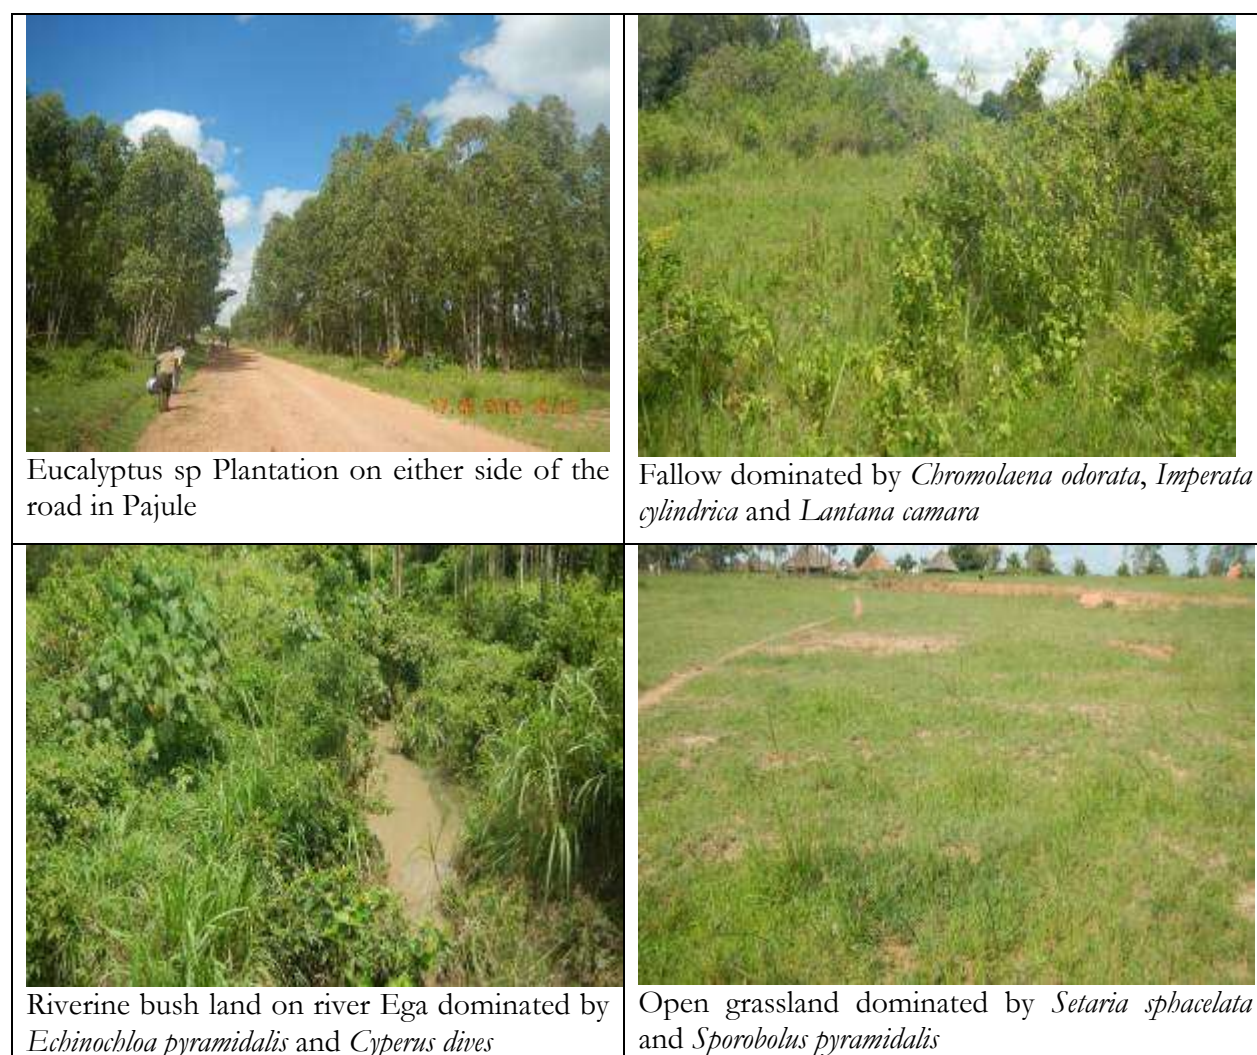 Eucalyptus sp Plantation on either side of the
road in Pajule
Fallow dominated by Chromolaena odorata, Imperata
cylindrica and Lantana camara
Riverine bush land on river Ega dominated by
Echinochloa pyramidalis and Cyperus dives
Open grassland dominated by Setaria sphacelata
and Sporobolus pyramidalis